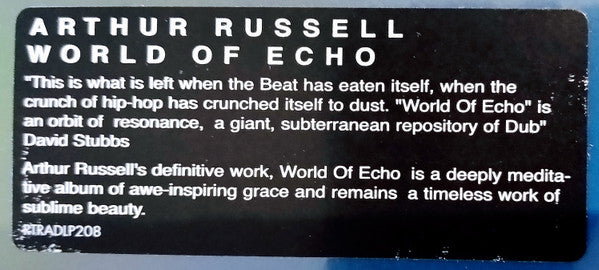 ARTHUR RUSSELL
WORLD OF ECHO
"This is what is left when the Beat has eaten itself, when the
crunch of hip-hop has crunched itself to dust. "World Of Echo" is
an orbit of resonance, a giant, subterranean repository of Dub"
David Stubbs
Arthur Russell's definitive work, World Of Echo is a deeply medita-
tive album of awe-inspiring grace and remains a timeless work of
sublime beauty.
RTRADLP208